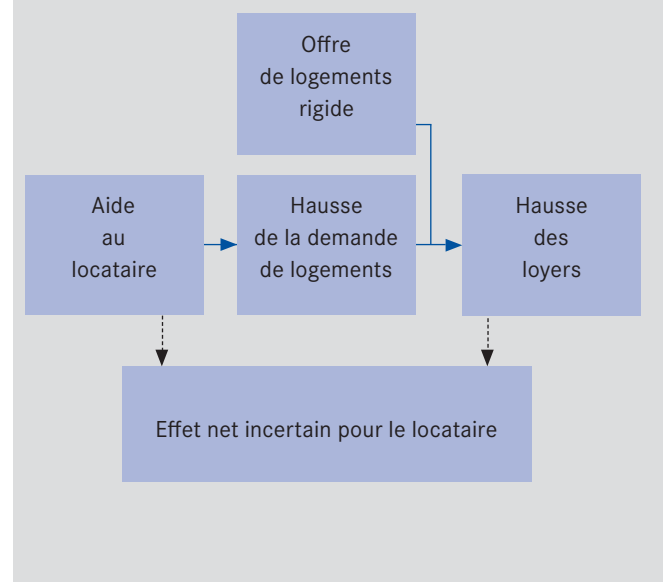 Offre
de logements
rigide
Aide
au
locataire
Hausse
de la demande
de logements
Hausse
des
loyers
Effet net incertain pour le locataire